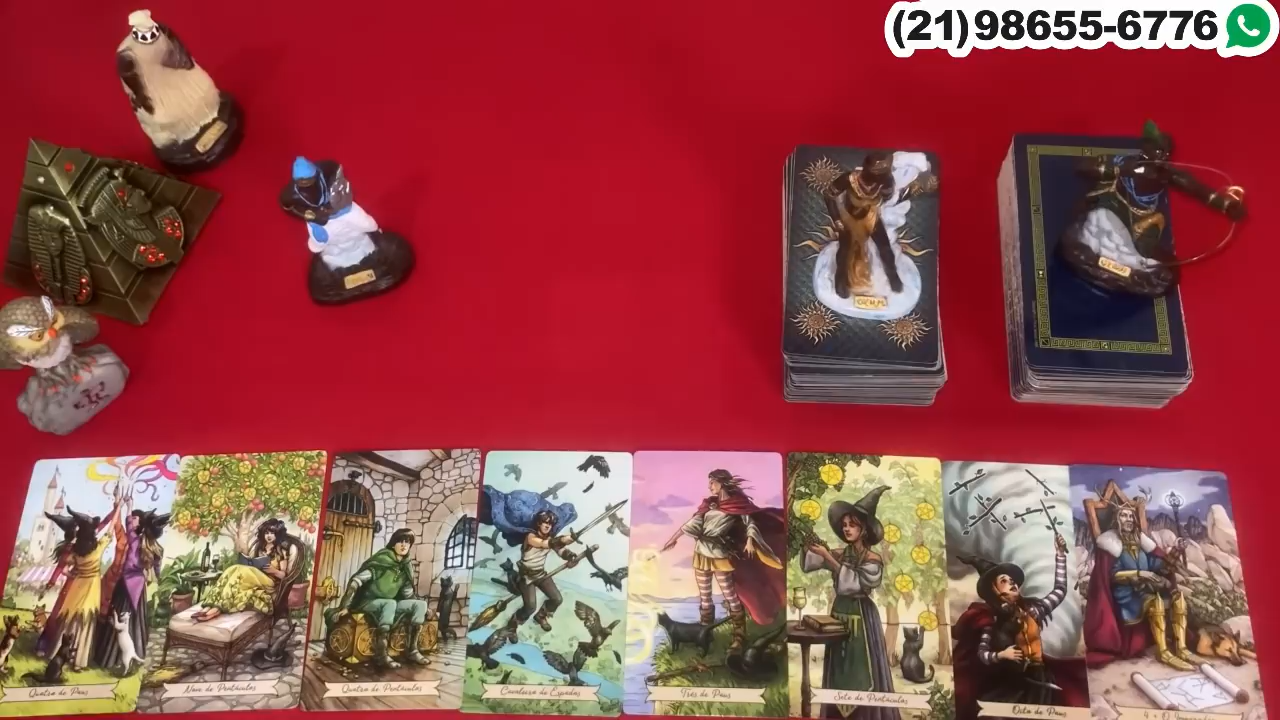 (21)98655-6776
Quatro de Paus
Nove de Pentáculos
Quatro de Pentáculos
Cavaleiro de Espadas
Três de Paus
Sete de Pentáculos
Octo de Paus